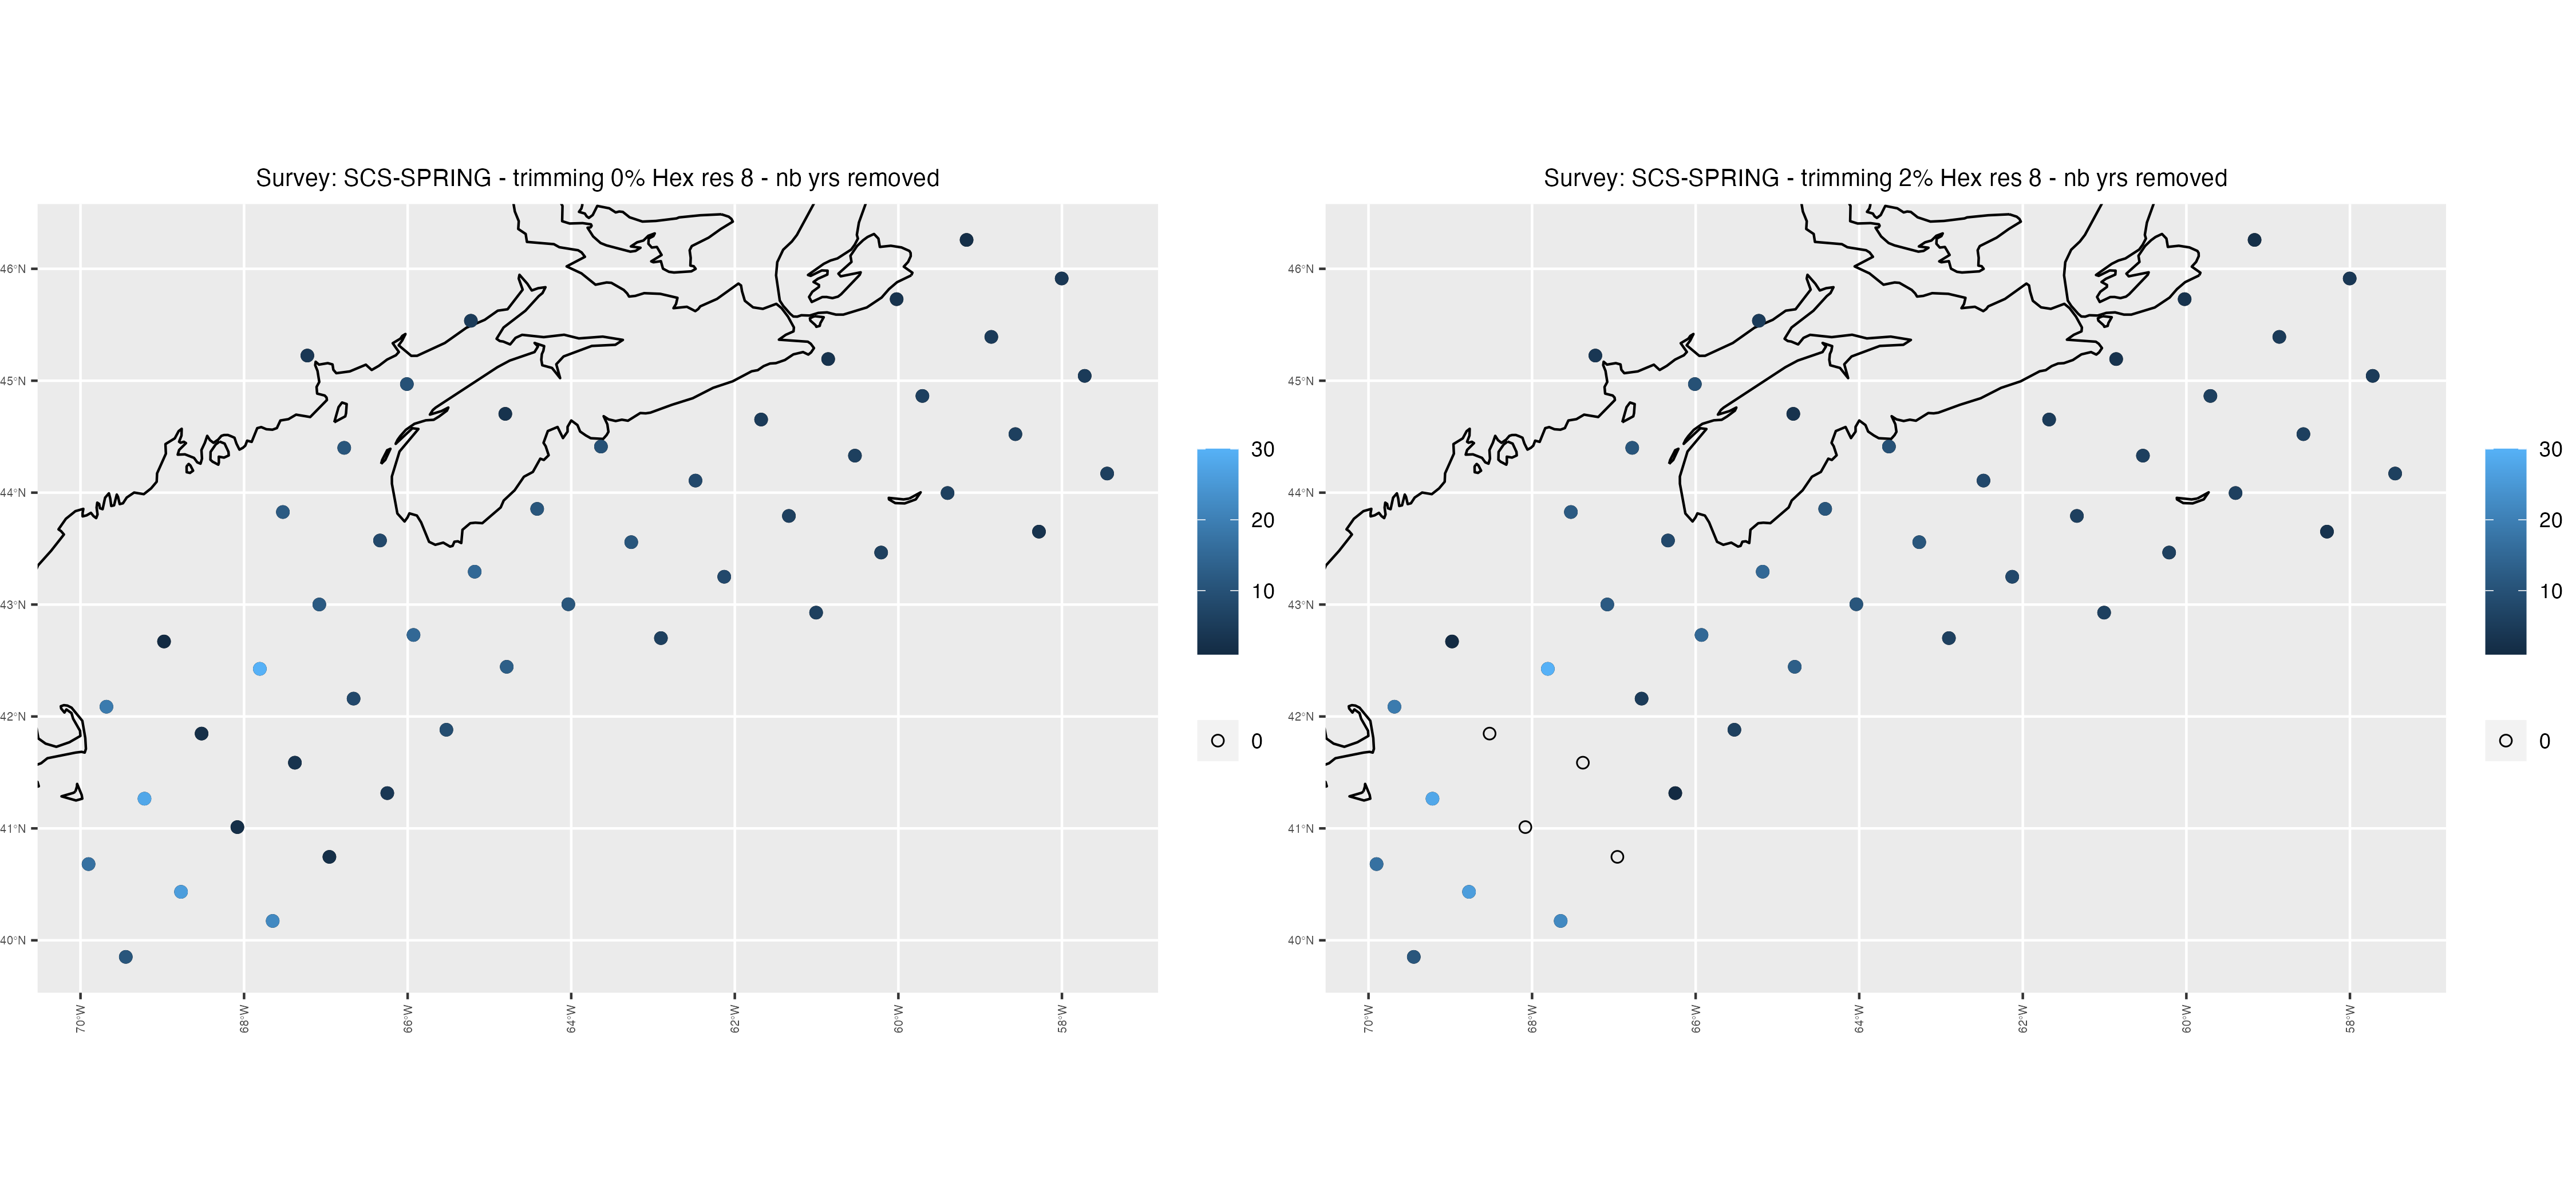 Survey: SCS-SPRING - trimming 0% Hex res 8 - nb yrs removed
46°N
45°N
44°N
43°N
42°N
41°N
40°N
70°W
68°W
66°W
64°W
62°W
60°W
58°W
30
20
10
0
Survey: SCS-SPRING - trimming 2% Hex res 8 - nb yrs removed
46°N
45°N
44°N
43°N
42°N
41°N
40°N
70°W
68°W
66°W
64°W
62°W
60°W
58°W
30
20
10
0